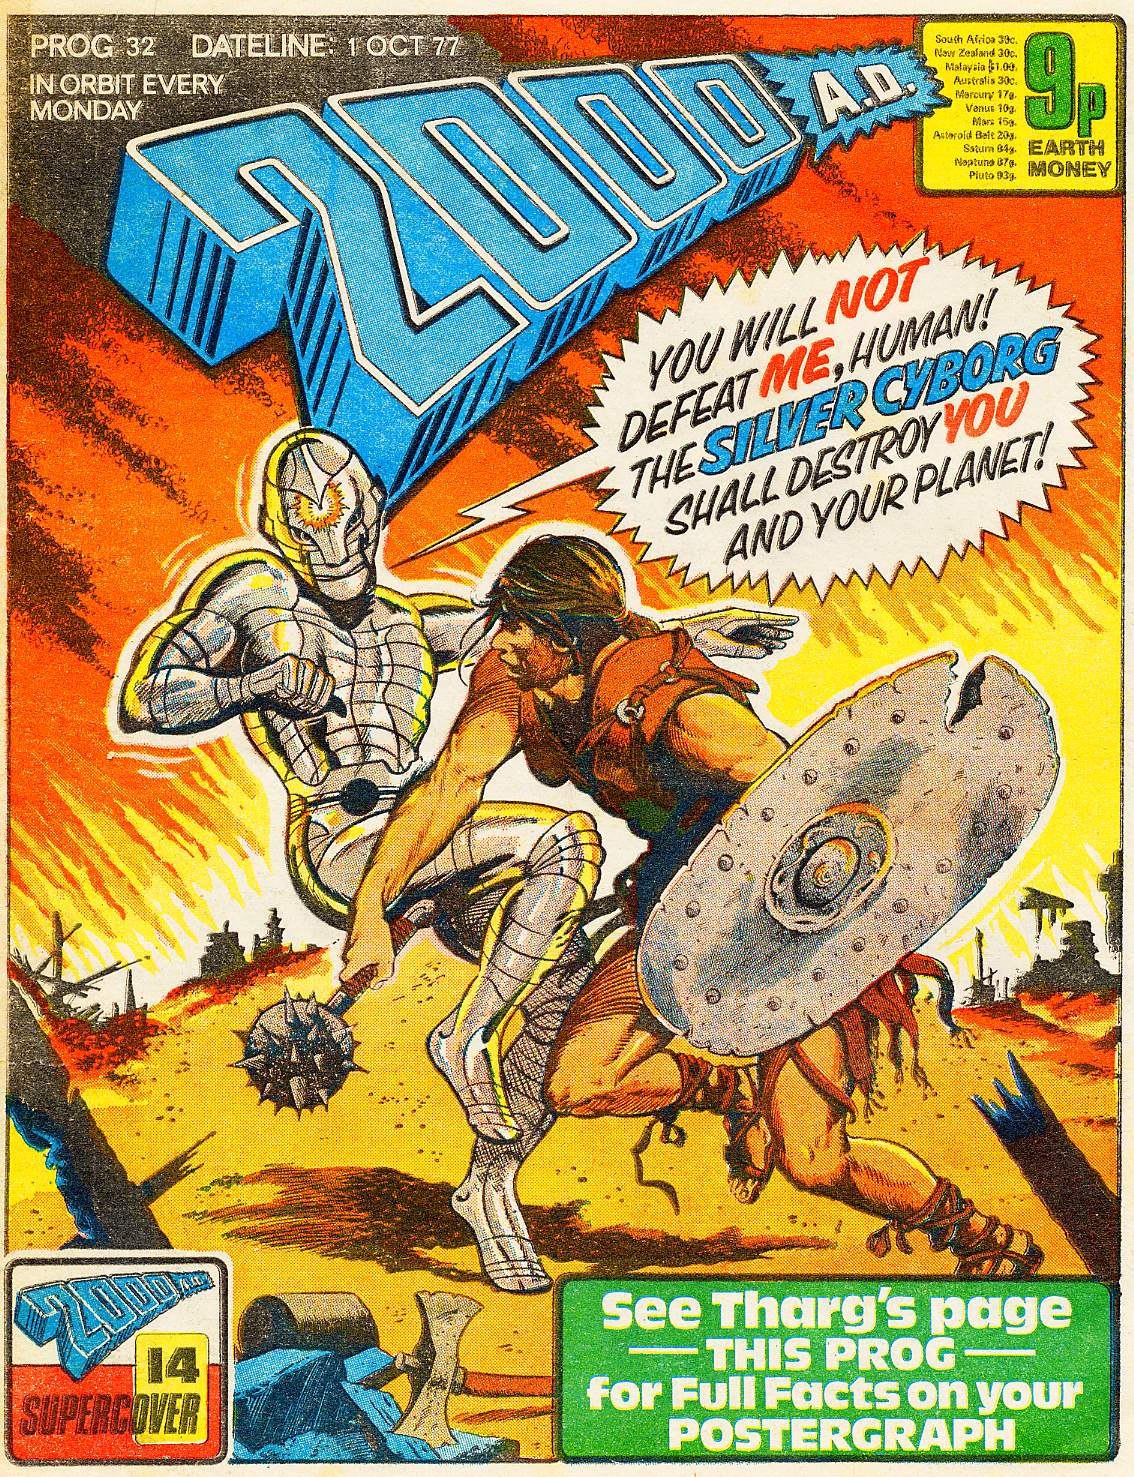 PROG 32 DATELINE: 1 OCT 77
IN ORBIT EVERY
MONDAY
2000 A.D.
South Africa 30c.
New Zealand 30c.
Malaysia $1.00.
Australia 30c.
Mercury 17g.
Venus 10g.
Mars 15g.
Asteroid Belt 20g.
Saturn 84g.
Neptune 87g.
Pluto 93g.
9p
EARTH
MONEY
YOU WILL NOT
DEFEAT ME, HUMAN!
THE SILVER CYBORG
SHALL DESTROY YOU
AND YOUR PLANET!
2000 A.D.
14
SUPERCOVER
See Tharg's page
— THIS PROG —
for Full Facts on your
POSTERGRAPH